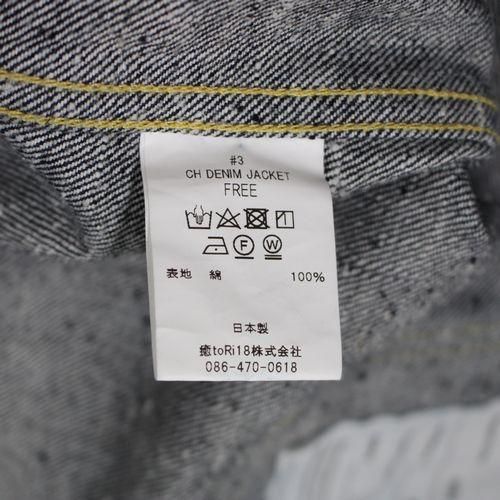 #3
CH DENIM JACKET
FREE
F W
表地 綿 100%
日本製
癒toRi18株式会社
086-470-0618